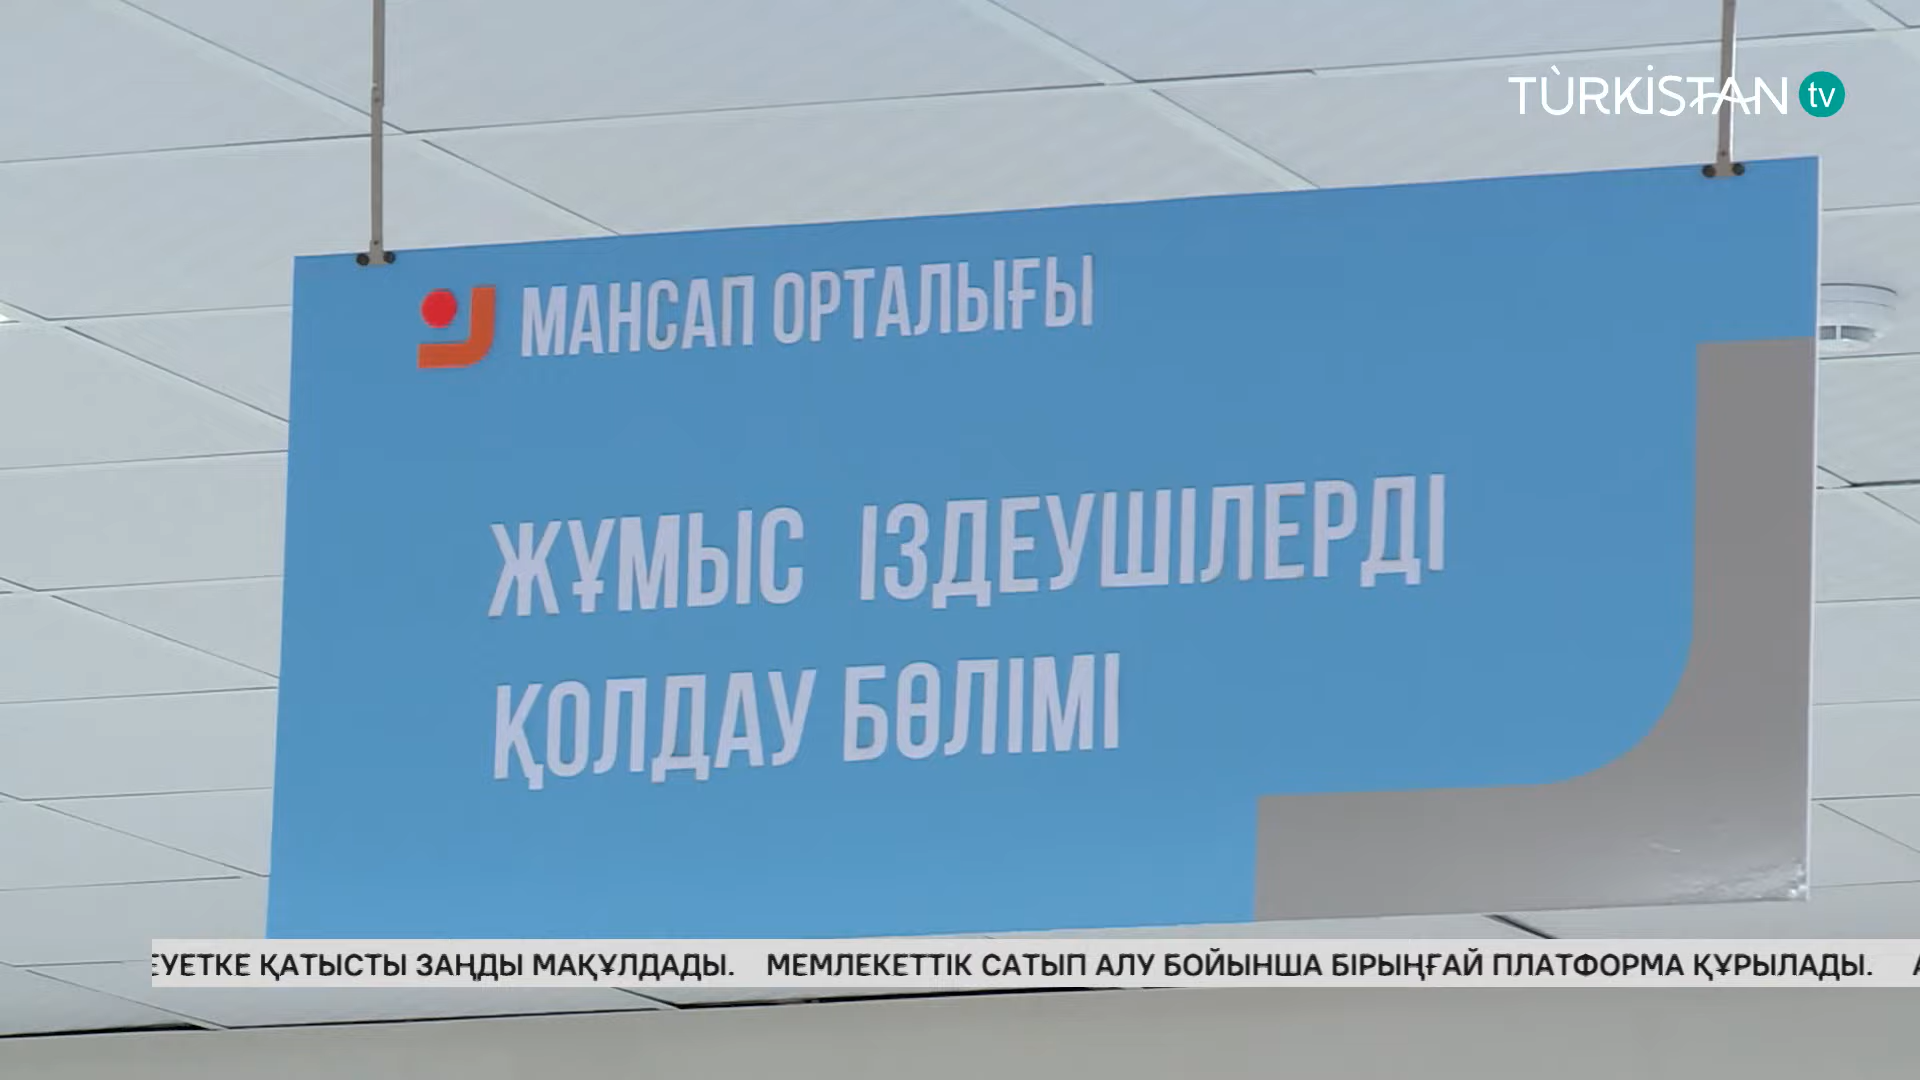 TÙRKİSTAN tv
МАНСАП ОРТАЛЫҒЫ
ЖҰМЫС ІЗДЕУШІЛЕРДІ
ҚОЛДАУ БӨЛІМІ
ҚАТЫСТЫ ЗАҢДЫ МАҚҰЛДАДЫ. МЕМЛЕКЕТТІК САТЫП АЛУ БОЙЫНША БІРЫҢҒАЙ ПЛАТФОРМА ҚҰРЫЛАДЫ.